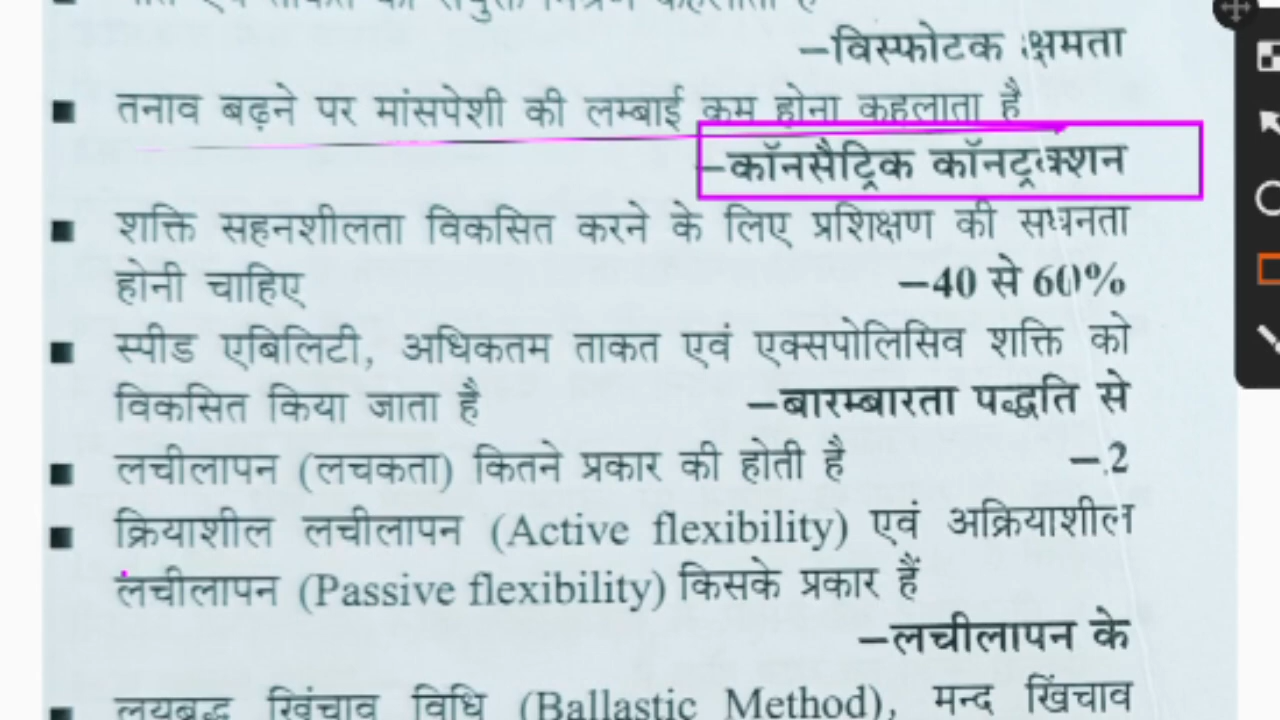 –विस्फोटक क्षमता
तनाव बढ़ने पर मांसपेशी की लम्बाई कम होना कहलाता है
–कॉनसैट्रिक कॉनट्रक्शन
शक्ति सहनशीलता विकसित करने के लिए प्रशिक्षण की सघनता
होनी चाहिए –40 से 60%
स्पीड एबिलिटी, अधिकतम ताकत एवं एक्सपोलिसिव शक्ति को
विकसित किया जाता है –बारम्बारता पद्धति से
लचीलापन (लचकता) कितने प्रकार की होती है –2
क्रियाशील लचीलापन (Active flexibility) एवं अक्रियाशील
लचीलापन (Passive flexibility) किसके प्रकार हैं
–लचीलापन के
लयबद्ध खिंचाव विधि (Ballastic Method), मन्द खिंचाव